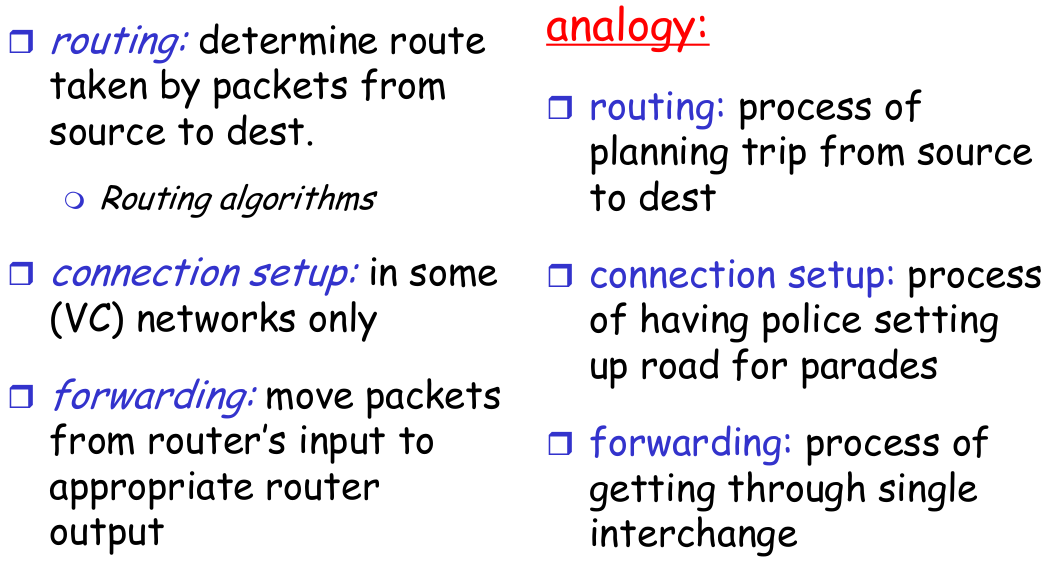 routing: determine route
taken by packets from
source to dest.
Routing algorithms
connection setup: in some
(VC) networks only
forwarding: move packets
from router’s input to
appropriate router
output
analogy:
routing: process of
planning trip from source
to dest
connection setup: process
of having police setting
up road for parades
forwarding: process of
getting through single
interchange